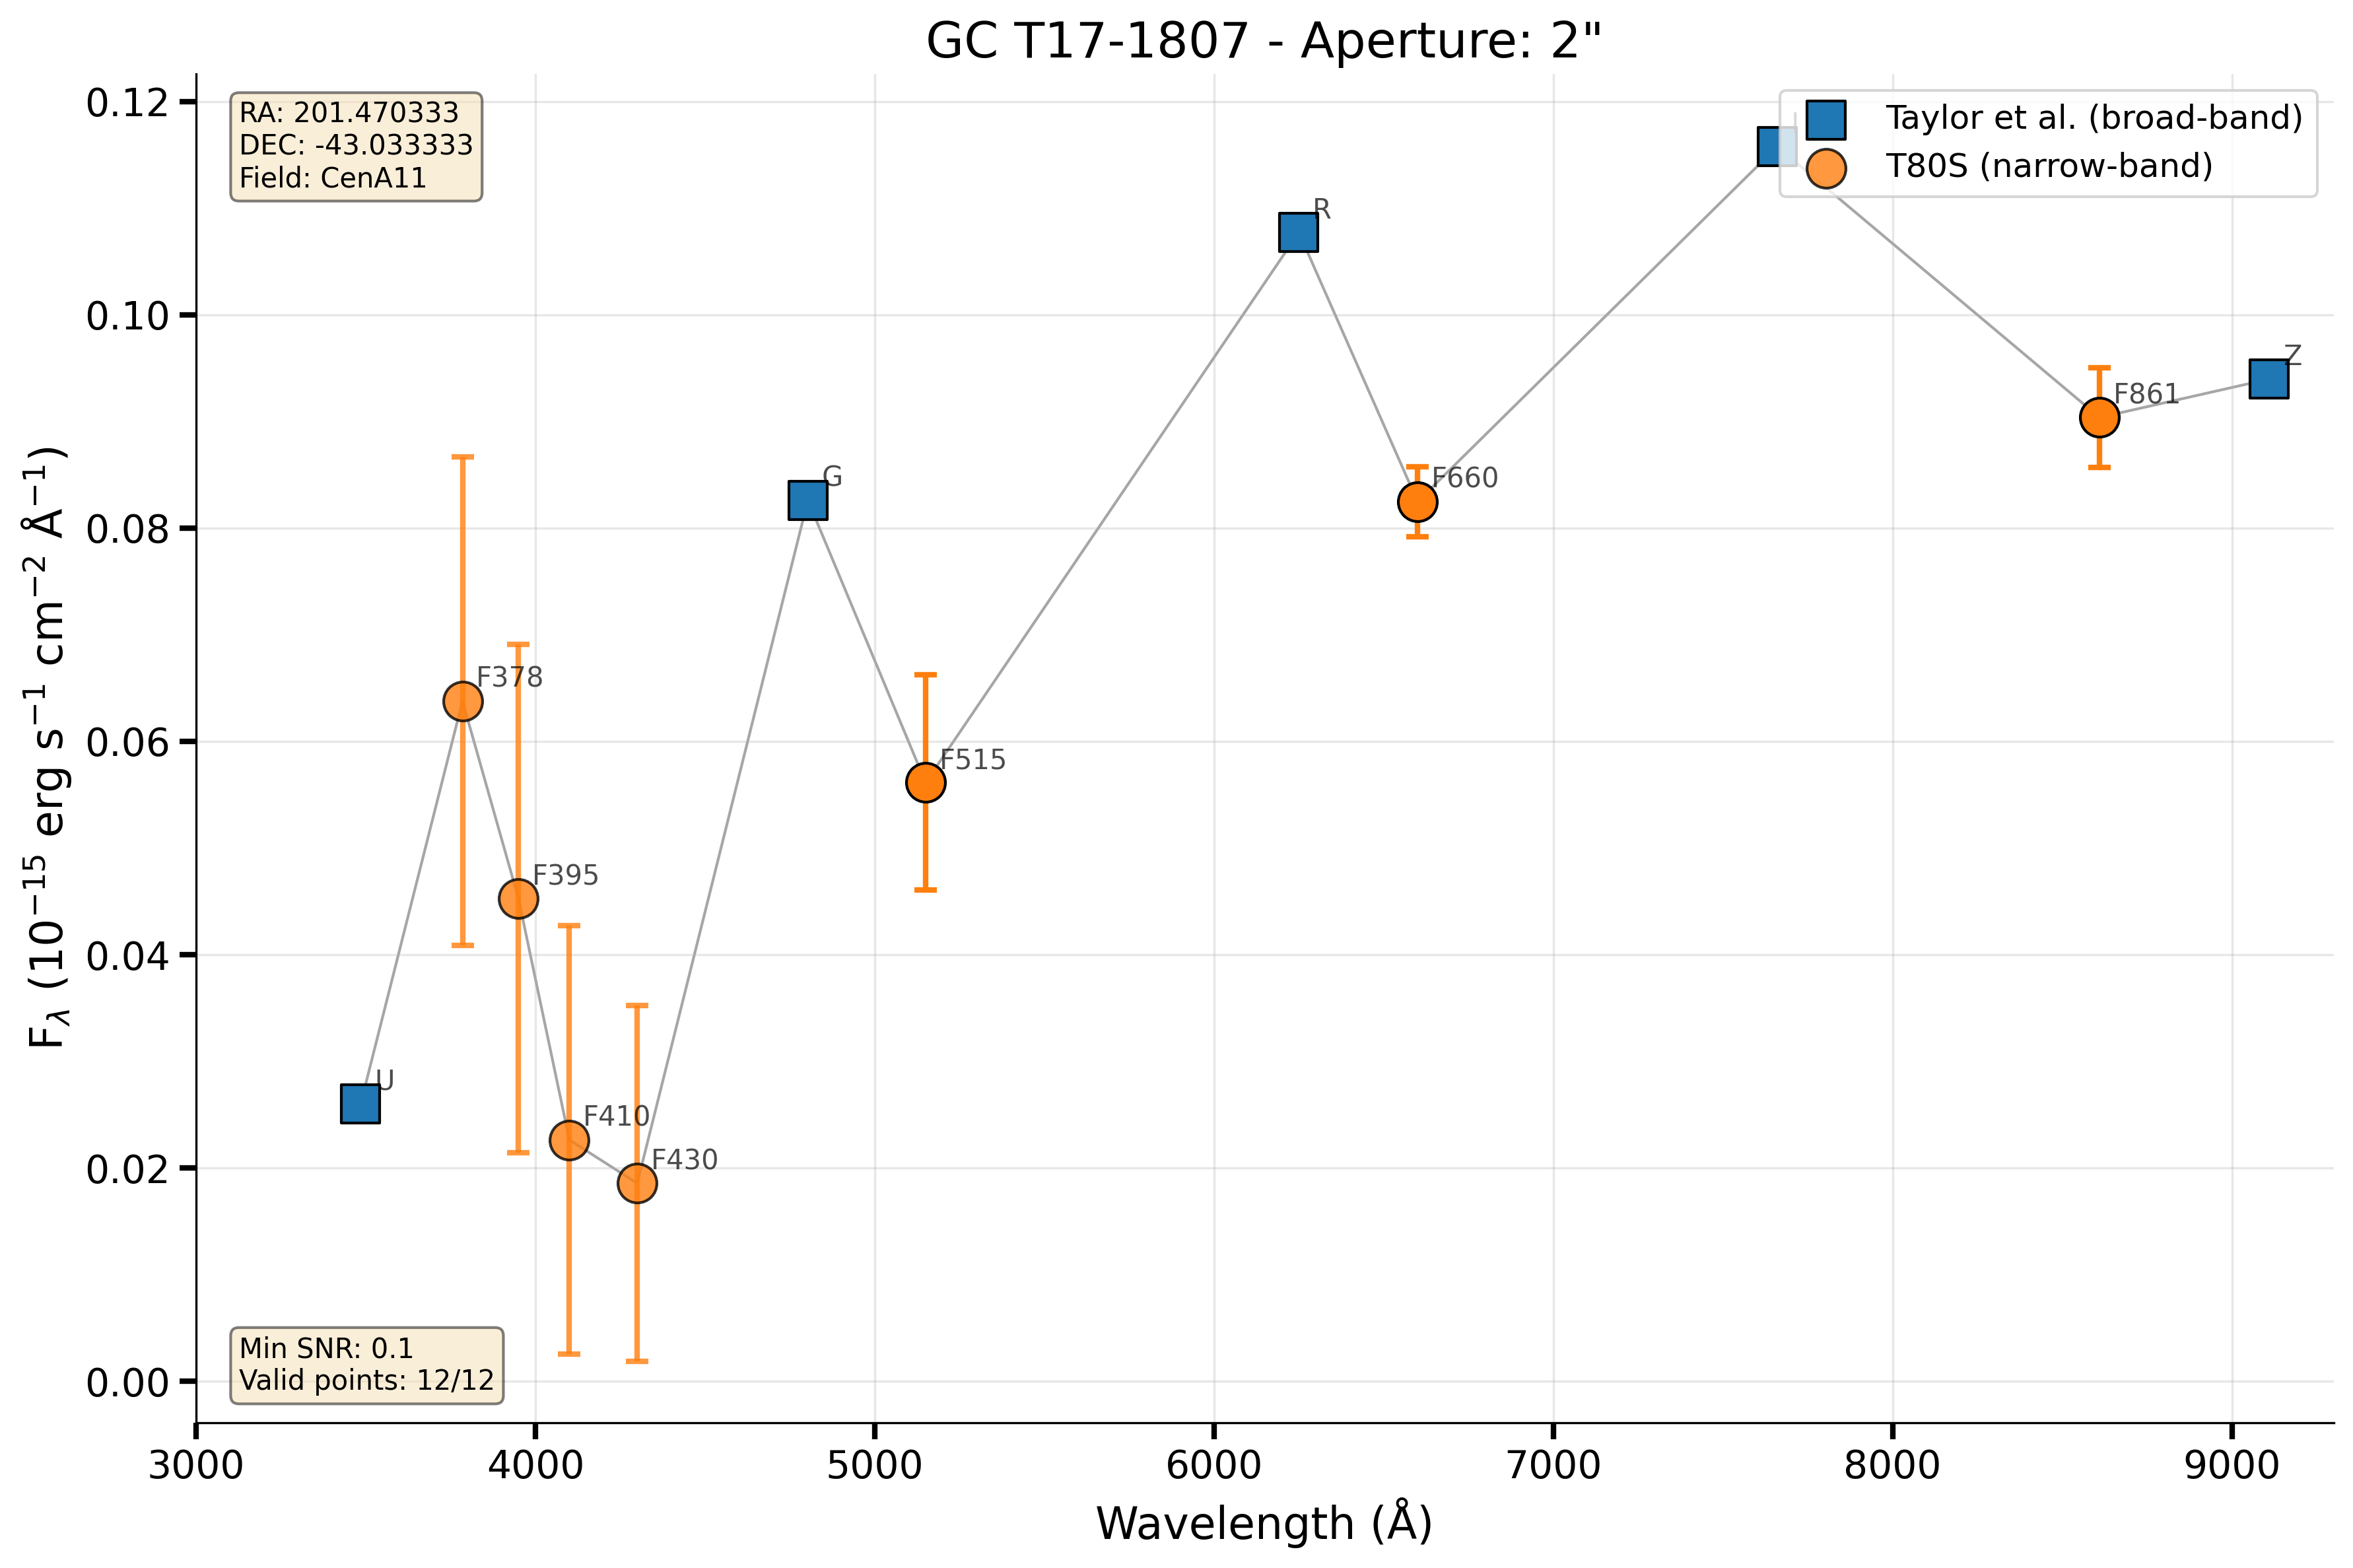 GC T17-1807 - Aperture: 2"
RA: 201.470333
DEC: -43.033333
Field: CenA11
Taylor et al. (broad-band)
T80S (narrow-band)
0.12
0.10
0.08
0.06
0.04
0.02
0.00
F_λ (10⁻¹⁵ erg s⁻¹ cm⁻² Å⁻¹)
R
Z
F861
G
F660
F378
F515
F395
U
F410
F430
Min SNR: 0.1
Valid points: 12/12
3000 4000 5000 6000 7000 8000 9000
Wavelength (Å)